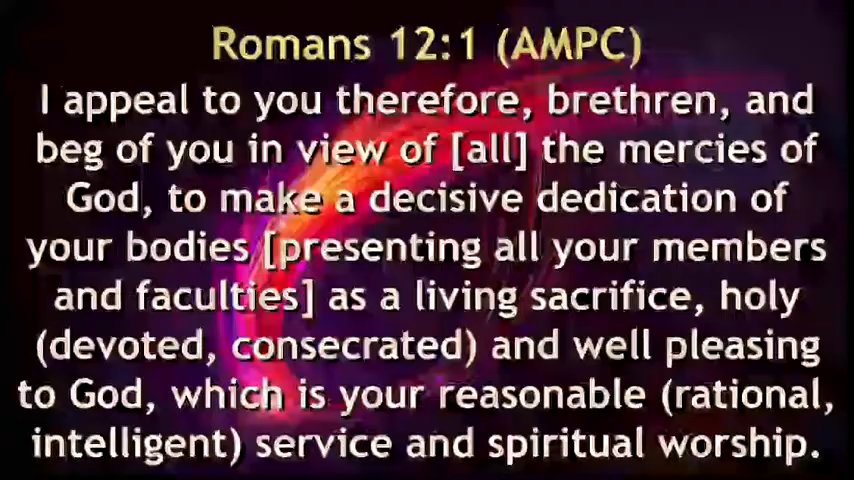 Romans 12:1 (AMPC)
I appeal to you therefore, brethren, and
beg of you in view of [all] the mercies of
God, to make a decisive dedication of
your bodies [presenting all your members
and faculties] as a living sacrifice, holy
(devoted, consecrated) and well pleasing
to God, which is your reasonable (rational,
intelligent) service and spiritual worship.